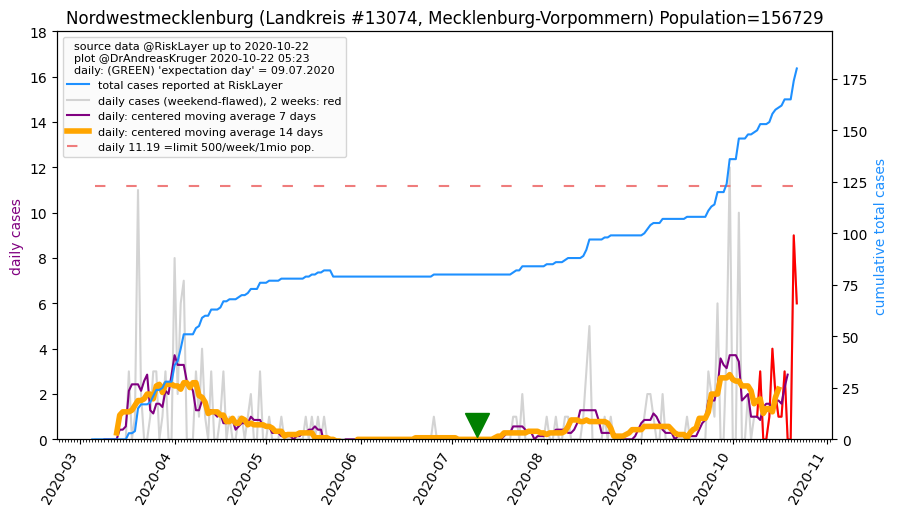 Nordwestmecklenburg (Landkreis #13074, Mecklenburg-Vorpommern) Population=156729
source data @RiskLayer up to 2020-10-22
plot @DrAndreasKruger 2020-10-22 05:23
daily: (GREEN) 'expectation day' = 09.07.2020
total cases reported at RiskLayer
daily cases (weekend-flawed), 2 weeks: red
daily: centered moving average 7 days
daily: centered moving average 14 days
daily 11.19 =limit 500/week/1mio pop.
daily cases
18
16
14
12
10
8
6
4
2
0
cumulative total cases
175
150
125
100
75
50
25
0
2020-03
2020-04
2020-05
2020-06
2020-07
2020-08
2020-09
2020-10
2020-11